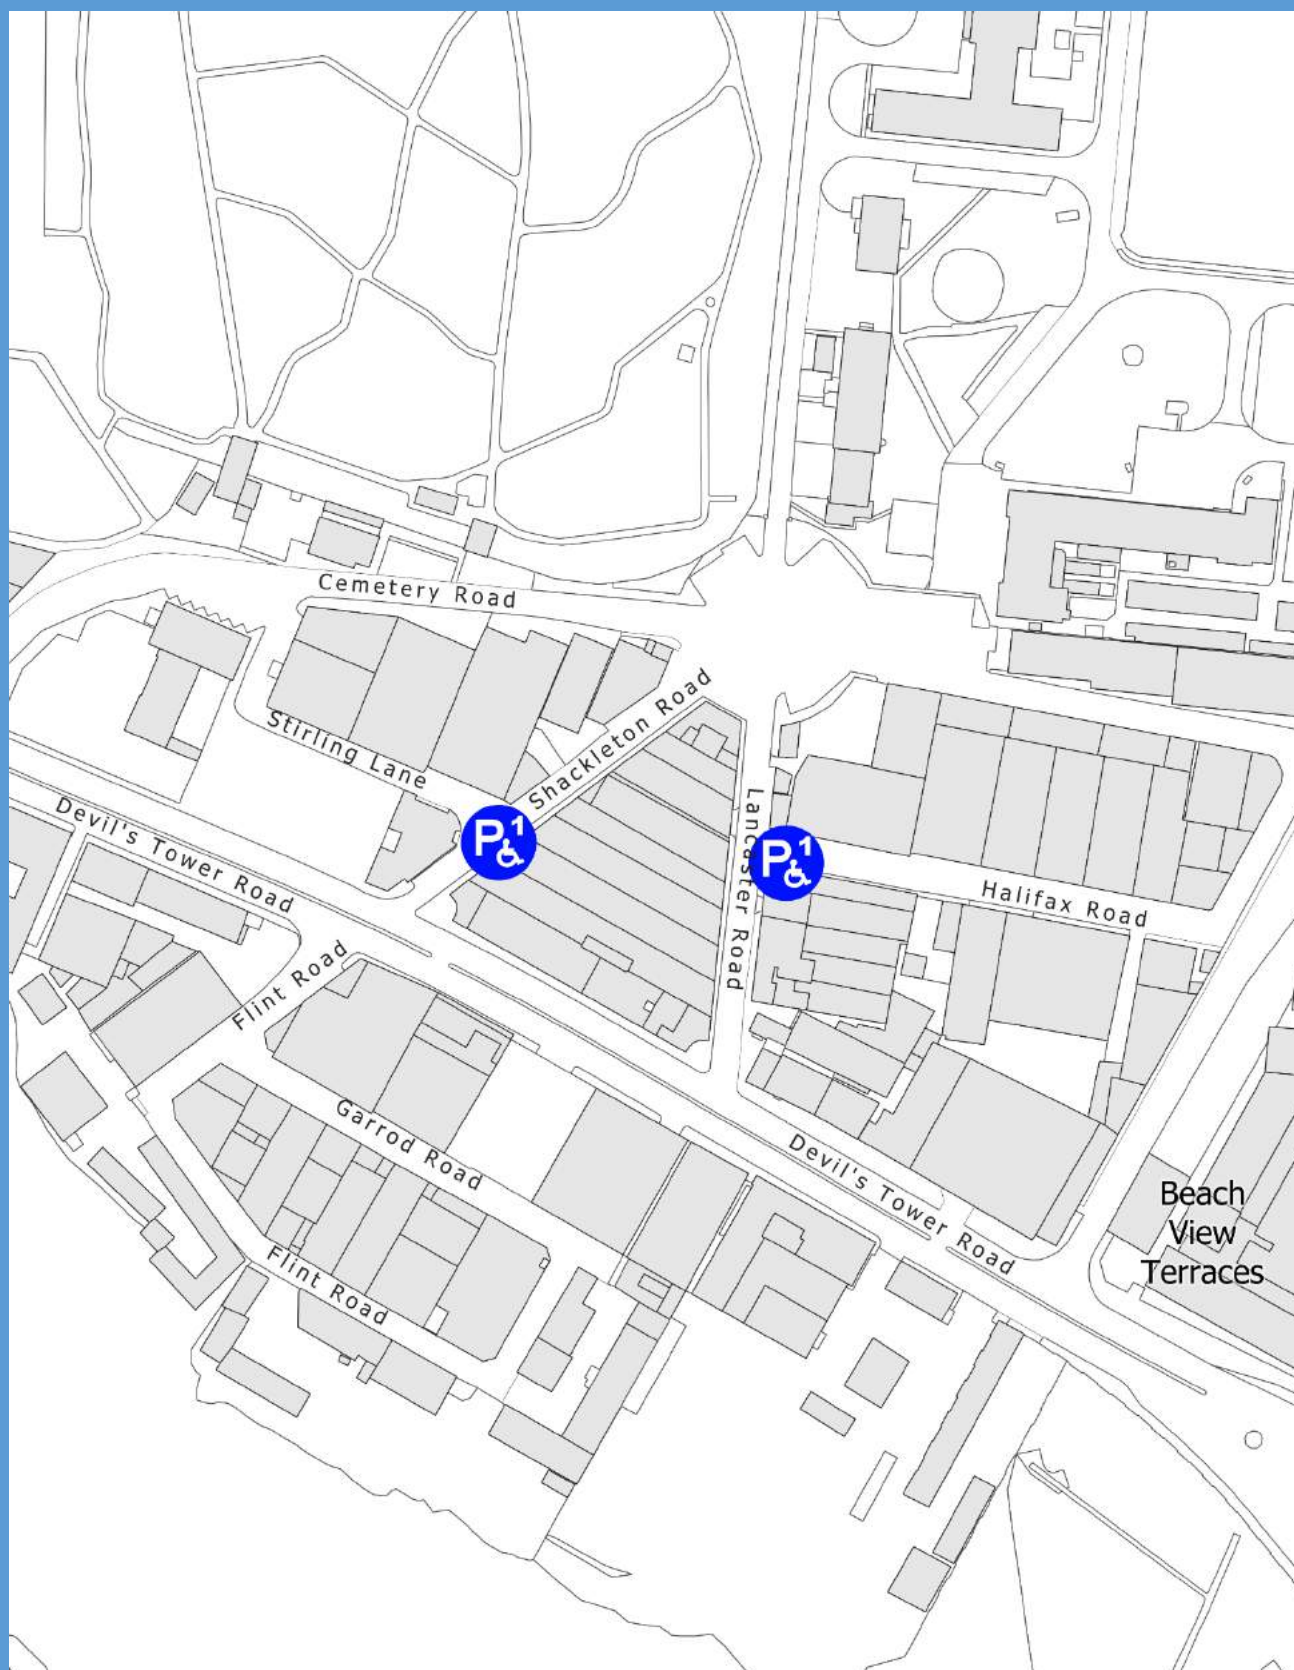 Cemetery Road
Shackleton Road
Stirling Lane
Devil's Tower Road
P 1
Lancaster Road
P 1
Halifax Road
Flint Road
Garrod Road
Devil's Tower Road
Beach
View
Terraces
Flint Road